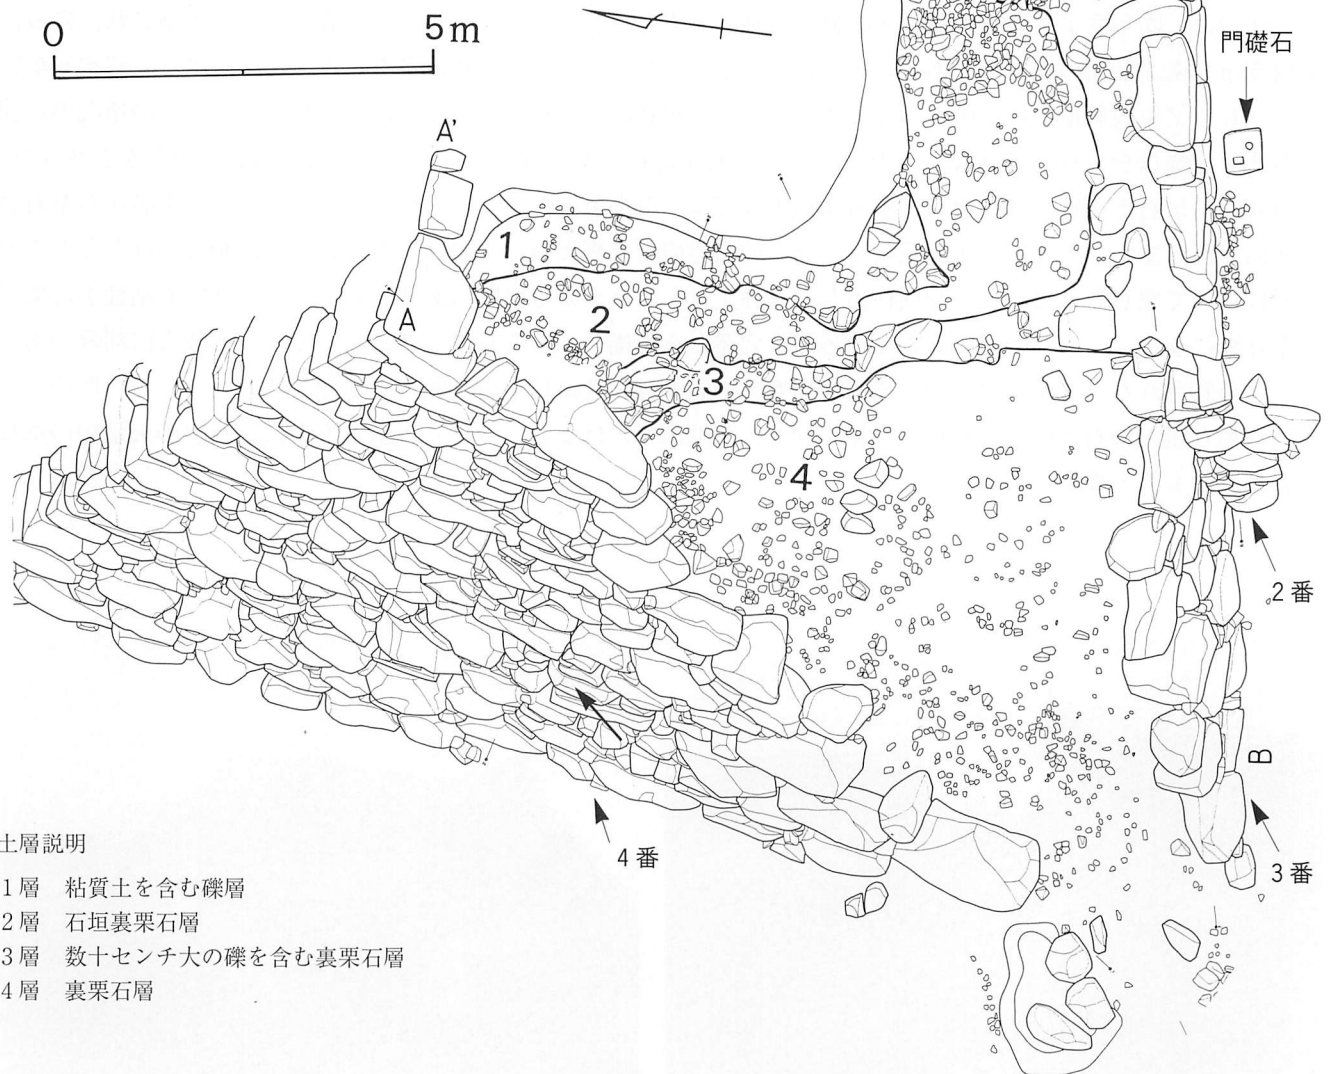 0 5m
門礎石
A'
1
A
2
3
4
2番
B
4番
3番
土層説明
1層 粘質土を含む礫層
2層 石垣裏栗石層
3層 数十センチ大の礫を含む裏栗石層
4層 裏栗石層